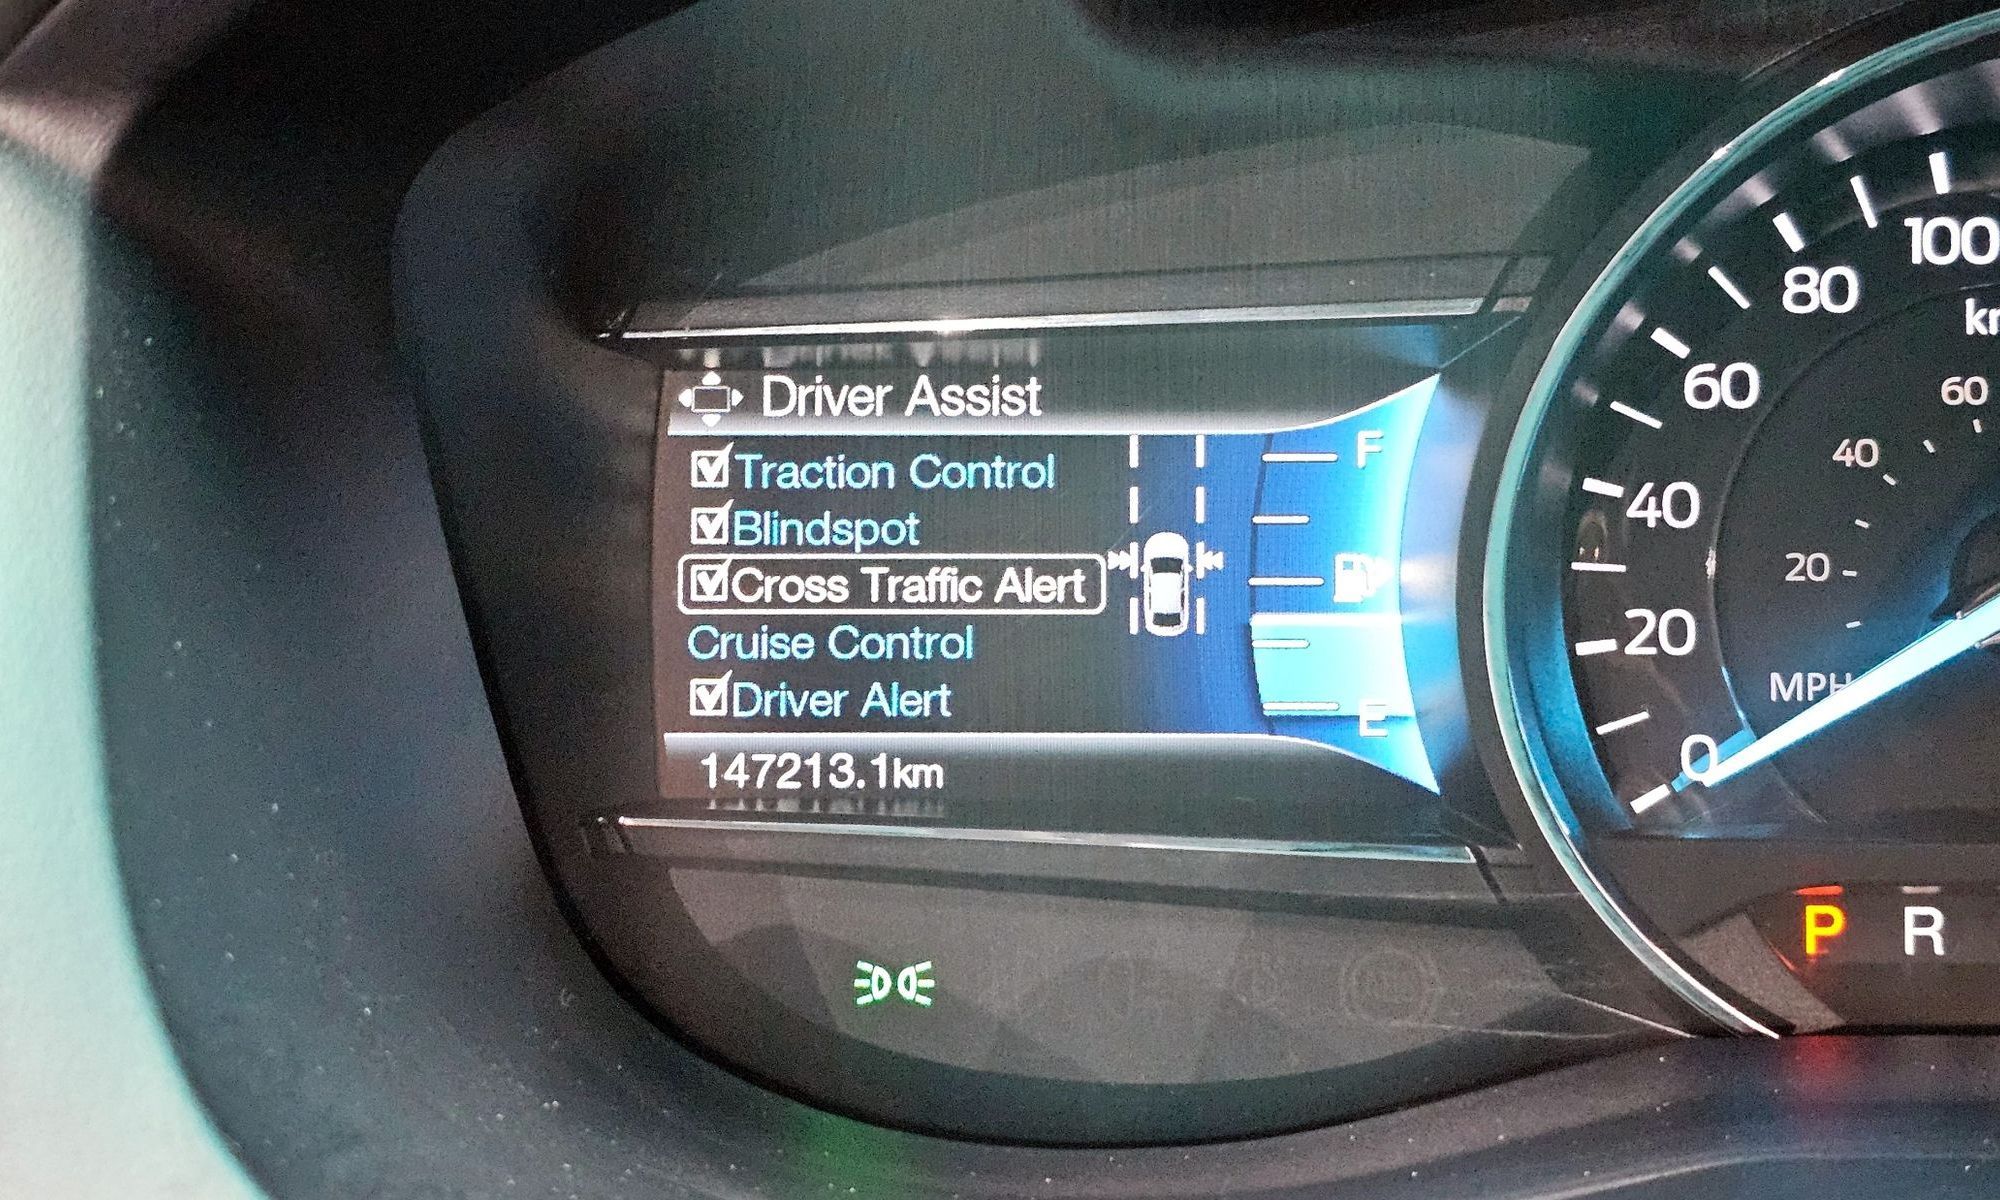 Driver Assist
Traction Control
Blindspot
Cross Traffic Alert
Cruise Control
Driver Alert
147213.1km
F
E
100
80
60
40
20
0
60
40
20
MPH
P R